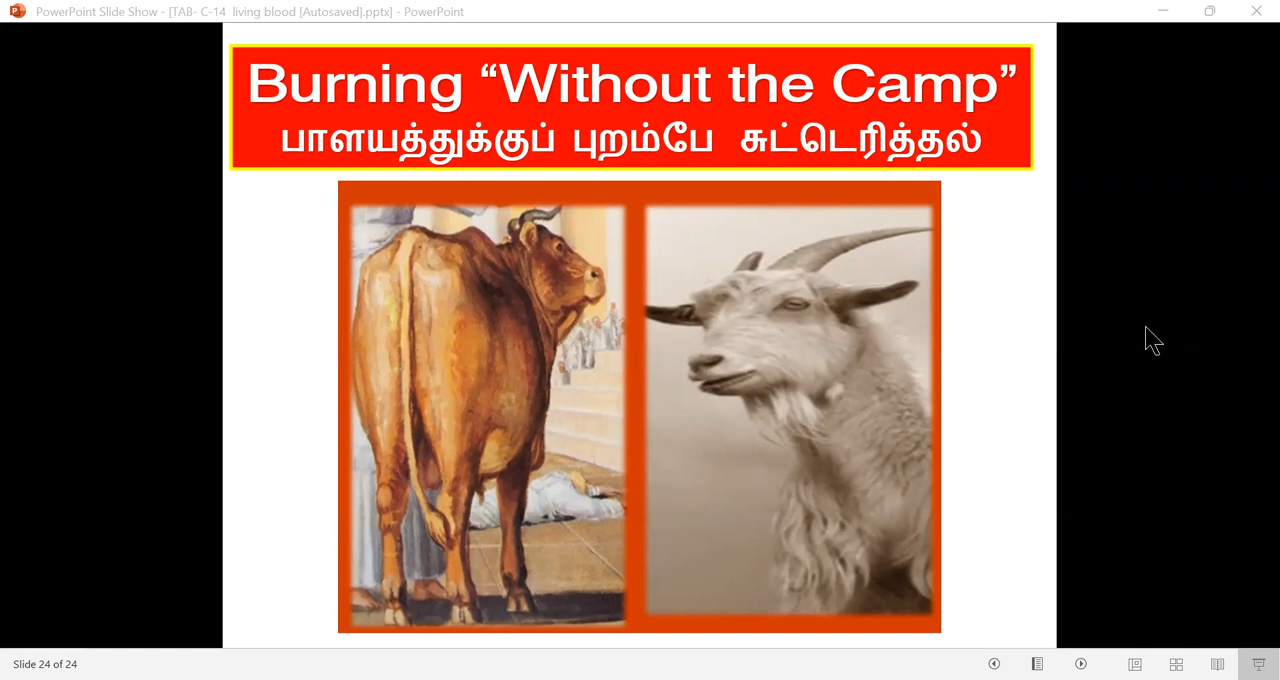 PowerPoint Slide Show - [TAB- C-14 living blood [Autosaved].pptx] - PowerPoint
Burning “Without the Camp”
பாளயத்துக்குப் புறம்பே சுட்டெரித்தல்
Slide 24 of 24